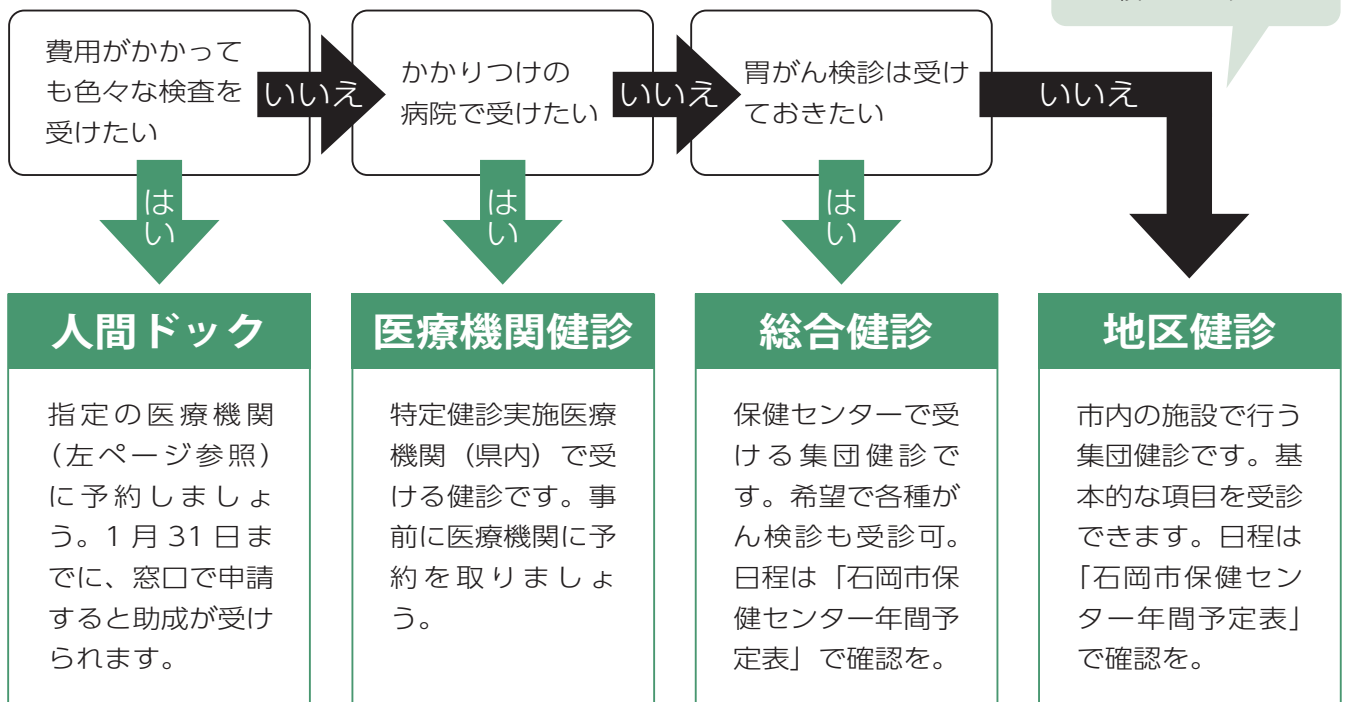 費用がかかって
も色々な検査を
受けたい
いいえ
かかりつけの
病院で受けたい
いいえ
胃がん検診は受け
ておきたい
いいえ
はい
はい
はい
人間ドック
指定の医療機関
（左ページ参照）
に予約しましょ
う。1 月 31 日ま
でに、窓口で申請
すると助成が受け
られます。
医療機関健診
特定健診実施医療
機関（県内）で受
ける健診です。事
前に医療機関に予
約を取りましょ
う。
総合健診
保健センターで受
ける集団健診で
す。希望で各種が
ん検診も受診可。
日程は「石岡市保
健センター年間予
定表」で確認を。
地区健診
市内の施設で行う
集団健診です。基
本的な項目を受診
できます。日程は
「石岡市保健セン
ター年間予定表」
で確認を。